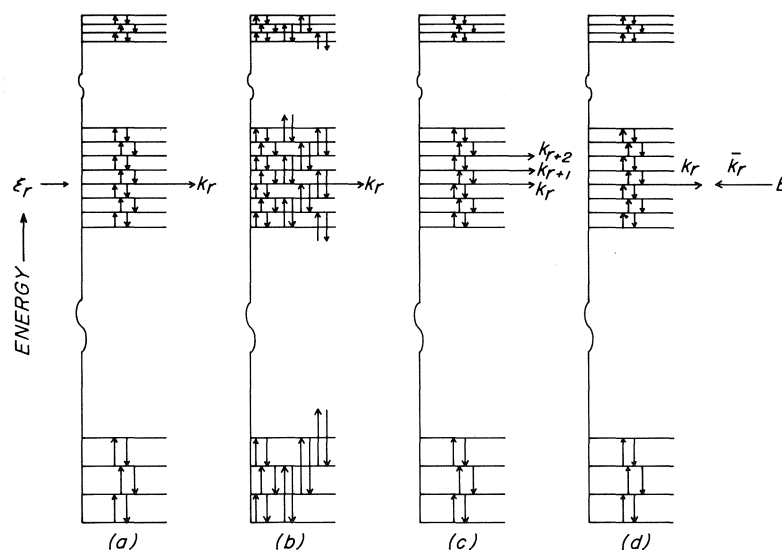 ε_r
k_r
k_r
k_{r+2}
k_{r+1}
k_r
k_r
k̄_r
ENERGY
(a)
(b)
(c)
(d)